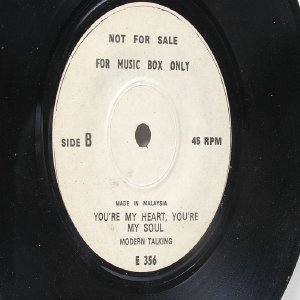 NOT FOR SALE
FOR MUSIC BOX ONLY
SIDE B 45 RPM
MADE IN MALAYSIA
YOU'RE MY HEART, YOU'RE
MY SOUL
MODERN TALKING
E 356